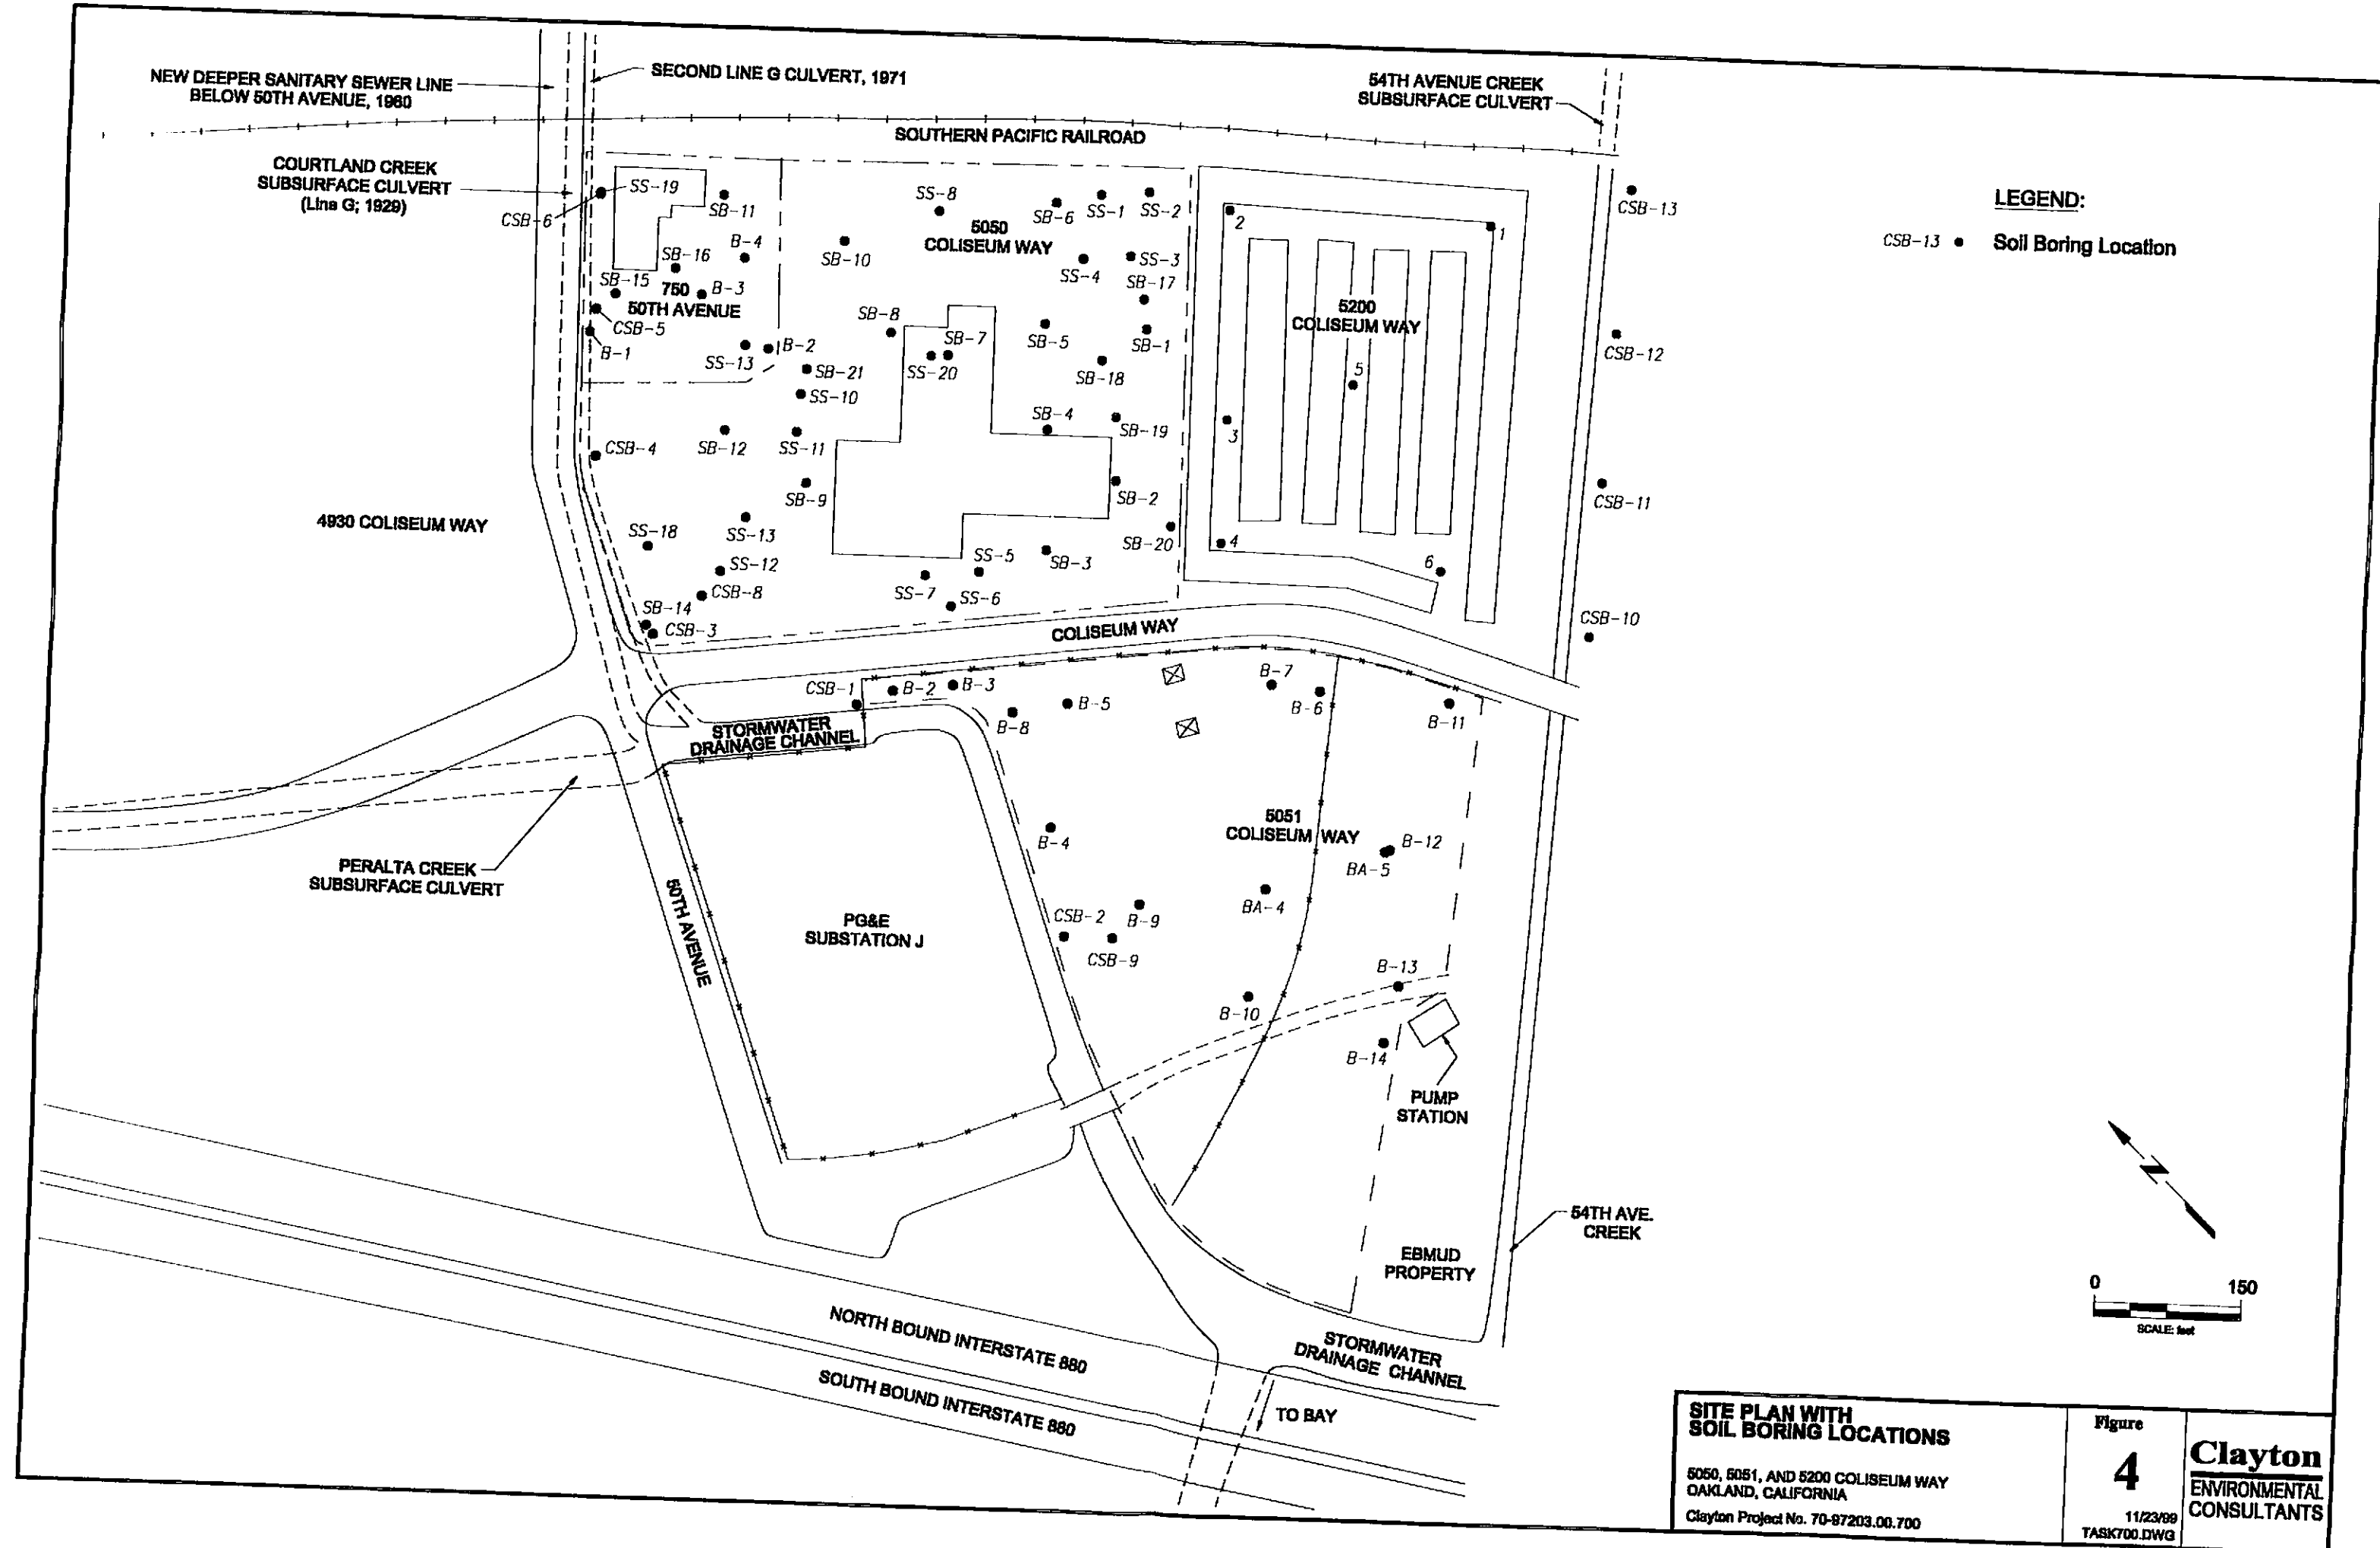 NEW DEEPER SANITARY SEWER LINE
BELOW 50TH AVENUE, 1960
SECOND LINE G CULVERT, 1971
54TH AVENUE CREEK
SUBSURFACE CULVERT
SOUTHERN PACIFIC RAILROAD
COURTLAND CREEK
SUBSURFACE CULVERT
(Line G; 1929)
LEGEND:
CSB-13
Soil Boring Location
SS-19
CSB-6
SB-11
SB-16
B-4
SB-15
750
50TH AVENUE
B-3
CSB-5
B-1
SS-13
B-2
SB-21
SS-10
SB-10
SS-8
5050
COLISEUM WAY
SB-6
SS-1
SS-2
SS-4
SS-3
SB-17
SB-8
SB-7
SS-20
SB-5
SB-1
SB-18
SB-4
SB-19
CSB-4
SB-12
SS-11
SB-9
SB-2
SS-18
SS-13
SS-12
CSB-8
SB-14
CSB-3
SS-5
SS-7
SS-6
SB-3
SB-20
2
1
5200
COLISEUM WAY
5
3
4
6
CSB-13
CSB-12
CSB-11
CSB-10
4930 COLISEUM WAY
COLISEUM WAY
CSB-1
B-2
B-3
B-8
B-5
B-7
B-6
B-11
STORMWATER
DRAINAGE CHANNEL
PERALTA CREEK
SUBSURFACE CULVERT
50TH AVENUE
PG&E
SUBSTATION J
B-4
5051
COLISEUM WAY
B-12
BA-5
BA-4
CSB-2
B-9
CSB-9
B-10
B-13
B-14
PUMP
STATION
54TH AVE.
CREEK
EBMUD
PROPERTY
N
0
150
SCALE: feet
NORTH BOUND INTERSTATE 880
SOUTH BOUND INTERSTATE 880
STORMWATER
DRAINAGE CHANNEL
TO BAY
SITE PLAN WITH
SOIL BORING LOCATIONS
5050, 5051, AND 5200 COLISEUM WAY
OAKLAND, CALIFORNIA
Clayton Project No. 70-97203.00.700
Figure
4
11/23/99
TASK700.DWG
Clayton
ENVIRONMENTAL
CONSULTANTS